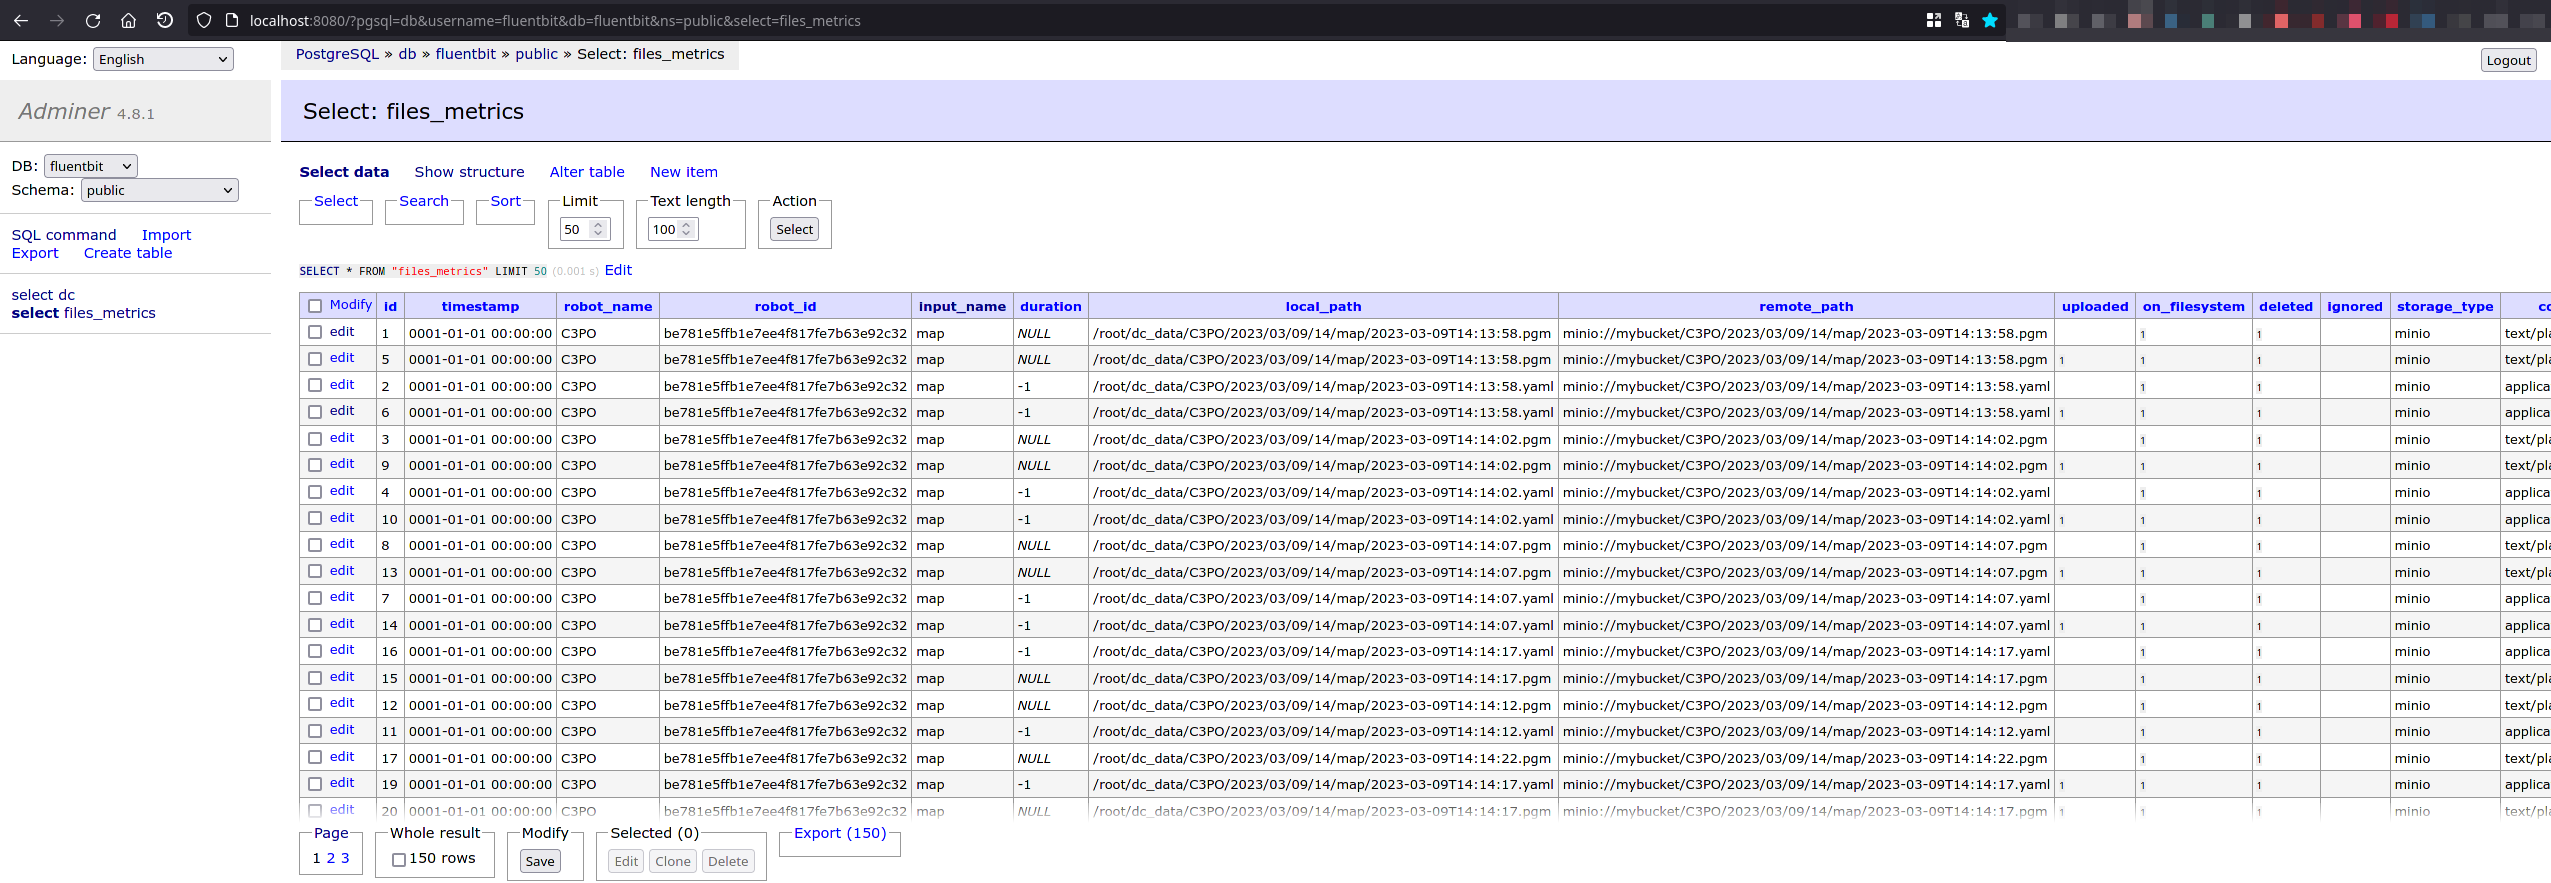 localhost:8080/?pgsql=db&username=fluentbit&db=fluentbit&ns=public&select=files_metrics
Language: English
PostgreSQL » db » fluentbit » public » Select: files_metrics
Logout
Adminer 4.8.1
Select: files_metrics
DB: fluentbit
Schema: public
SQL command Import
Export Create table
select dc
select files_metrics
Select data Show structure Alter table New item
Select Search Sort Limit Text length Action
50 100 Select
SELECT * FROM "files_metrics" LIMIT 50 (0.001 s) Edit
Modify id timestamp robot_name robot_id input_name duration local_path remote_path uploaded on_filesystem deleted ignored storage_type co
edit 1 0001-01-01 00:00:00 C3PO be781e5ffb1e7ee4f817fe7b63e92c32 map NULL /root/dc_data/C3PO/2023/03/09/14/map/2023-03-09T14:13:58.pgm minio://mybucket/C3PO/2023/03/09/14/map/2023-03-09T14:13:58.pgm 1 1 minio text/pla
edit 5 0001-01-01 00:00:00 C3PO be781e5ffb1e7ee4f817fe7b63e92c32 map NULL /root/dc_data/C3PO/2023/03/09/14/map/2023-03-09T14:13:58.pgm minio://mybucket/C3PO/2023/03/09/14/map/2023-03-09T14:13:58.pgm 1 1 1 minio text/pla
edit 2 0001-01-01 00:00:00 C3PO be781e5ffb1e7ee4f817fe7b63e92c32 map -1 /root/dc_data/C3PO/2023/03/09/14/map/2023-03-09T14:13:58.yaml minio://mybucket/C3PO/2023/03/09/14/map/2023-03-09T14:13:58.yaml 1 1 minio applica
edit 6 0001-01-01 00:00:00 C3PO be781e5ffb1e7ee4f817fe7b63e92c32 map -1 /root/dc_data/C3PO/2023/03/09/14/map/2023-03-09T14:13:58.yaml minio://mybucket/C3PO/2023/03/09/14/map/2023-03-09T14:13:58.yaml 1 1 1 minio applica
edit 3 0001-01-01 00:00:00 C3PO be781e5ffb1e7ee4f817fe7b63e92c32 map NULL /root/dc_data/C3PO/2023/03/09/14/map/2023-03-09T14:14:02.pgm minio://mybucket/C3PO/2023/03/09/14/map/2023-03-09T14:14:02.pgm 1 1 minio text/pla
edit 9 0001-01-01 00:00:00 C3PO be781e5ffb1e7ee4f817fe7b63e92c32 map NULL /root/dc_data/C3PO/2023/03/09/14/map/2023-03-09T14:14:02.pgm minio://mybucket/C3PO/2023/03/09/14/map/2023-03-09T14:14:02.pgm 1 1 1 minio text/pla
edit 4 0001-01-01 00:00:00 C3PO be781e5ffb1e7ee4f817fe7b63e92c32 map -1 /root/dc_data/C3PO/2023/03/09/14/map/2023-03-09T14:14:02.yaml minio://mybucket/C3PO/2023/03/09/14/map/2023-03-09T14:14:02.yaml 1 1 minio applica
edit 10 0001-01-01 00:00:00 C3PO be781e5ffb1e7ee4f817fe7b63e92c32 map -1 /root/dc_data/C3PO/2023/03/09/14/map/2023-03-09T14:14:02.yaml minio://mybucket/C3PO/2023/03/09/14/map/2023-03-09T14:14:02.yaml 1 1 1 minio applica
edit 8 0001-01-01 00:00:00 C3PO be781e5ffb1e7ee4f817fe7b63e92c32 map NULL /root/dc_data/C3PO/2023/03/09/14/map/2023-03-09T14:14:07.pgm minio://mybucket/C3PO/2023/03/09/14/map/2023-03-09T14:14:07.pgm 1 1 minio text/pla
edit 13 0001-01-01 00:00:00 C3PO be781e5ffb1e7ee4f817fe7b63e92c32 map NULL /root/dc_data/C3PO/2023/03/09/14/map/2023-03-09T14:14:07.pgm minio://mybucket/C3PO/2023/03/09/14/map/2023-03-09T14:14:07.pgm 1 1 1 minio text/pla
edit 7 0001-01-01 00:00:00 C3PO be781e5ffb1e7ee4f817fe7b63e92c32 map -1 /root/dc_data/C3PO/2023/03/09/14/map/2023-03-09T14:14:07.yaml minio://mybucket/C3PO/2023/03/09/14/map/2023-03-09T14:14:07.yaml 1 1 minio applica
edit 14 0001-01-01 00:00:00 C3PO be781e5ffb1e7ee4f817fe7b63e92c32 map -1 /root/dc_data/C3PO/2023/03/09/14/map/2023-03-09T14:14:07.yaml minio://mybucket/C3PO/2023/03/09/14/map/2023-03-09T14:14:07.yaml 1 1 1 minio applica
edit 16 0001-01-01 00:00:00 C3PO be781e5ffb1e7ee4f817fe7b63e92c32 map -1 /root/dc_data/C3PO/2023/03/09/14/map/2023-03-09T14:14:17.yaml minio://mybucket/C3PO/2023/03/09/14/map/2023-03-09T14:14:17.yaml 1 1 minio applica
edit 15 0001-01-01 00:00:00 C3PO be781e5ffb1e7ee4f817fe7b63e92c32 map NULL /root/dc_data/C3PO/2023/03/09/14/map/2023-03-09T14:14:17.pgm minio://mybucket/C3PO/2023/03/09/14/map/2023-03-09T14:14:17.pgm 1 1 minio text/pla
edit 12 0001-01-01 00:00:00 C3PO be781e5ffb1e7ee4f817fe7b63e92c32 map NULL /root/dc_data/C3PO/2023/03/09/14/map/2023-03-09T14:14:12.pgm minio://mybucket/C3PO/2023/03/09/14/map/2023-03-09T14:14:12.pgm 1 1 minio text/pla
edit 11 0001-01-01 00:00:00 C3PO be781e5ffb1e7ee4f817fe7b63e92c32 map -1 /root/dc_data/C3PO/2023/03/09/14/map/2023-03-09T14:14:12.yaml minio://mybucket/C3PO/2023/03/09/14/map/2023-03-09T14:14:12.yaml 1 1 minio applica
edit 17 0001-01-01 00:00:00 C3PO be781e5ffb1e7ee4f817fe7b63e92c32 map NULL /root/dc_data/C3PO/2023/03/09/14/map/2023-03-09T14:14:22.pgm minio://mybucket/C3PO/2023/03/09/14/map/2023-03-09T14:14:22.pgm 1 1 minio text/pla
edit 19 0001-01-01 00:00:00 C3PO be781e5ffb1e7ee4f817fe7b63e92c32 map -1 /root/dc_data/C3PO/2023/03/09/14/map/2023-03-09T14:14:17.yaml minio://mybucket/C3PO/2023/03/09/14/map/2023-03-09T14:14:17.yaml 1 1 1 minio applica
edit 20 0001-01-01 00:00:00 C3PO be781e5ffb1e7ee4f817fe7b63e92c32 map NULL /root/dc_data/C3PO/2023/03/09/14/map/2023-03-09T14:14:17.pgm minio://mybucket/C3PO/2023/03/09/14/map/2023-03-09T14:14:17.pgm 1 1 1 minio text/pla
Page Whole result Modify Selected (0) Export (150)
1 2 3 150 rows Save Edit Clone Delete